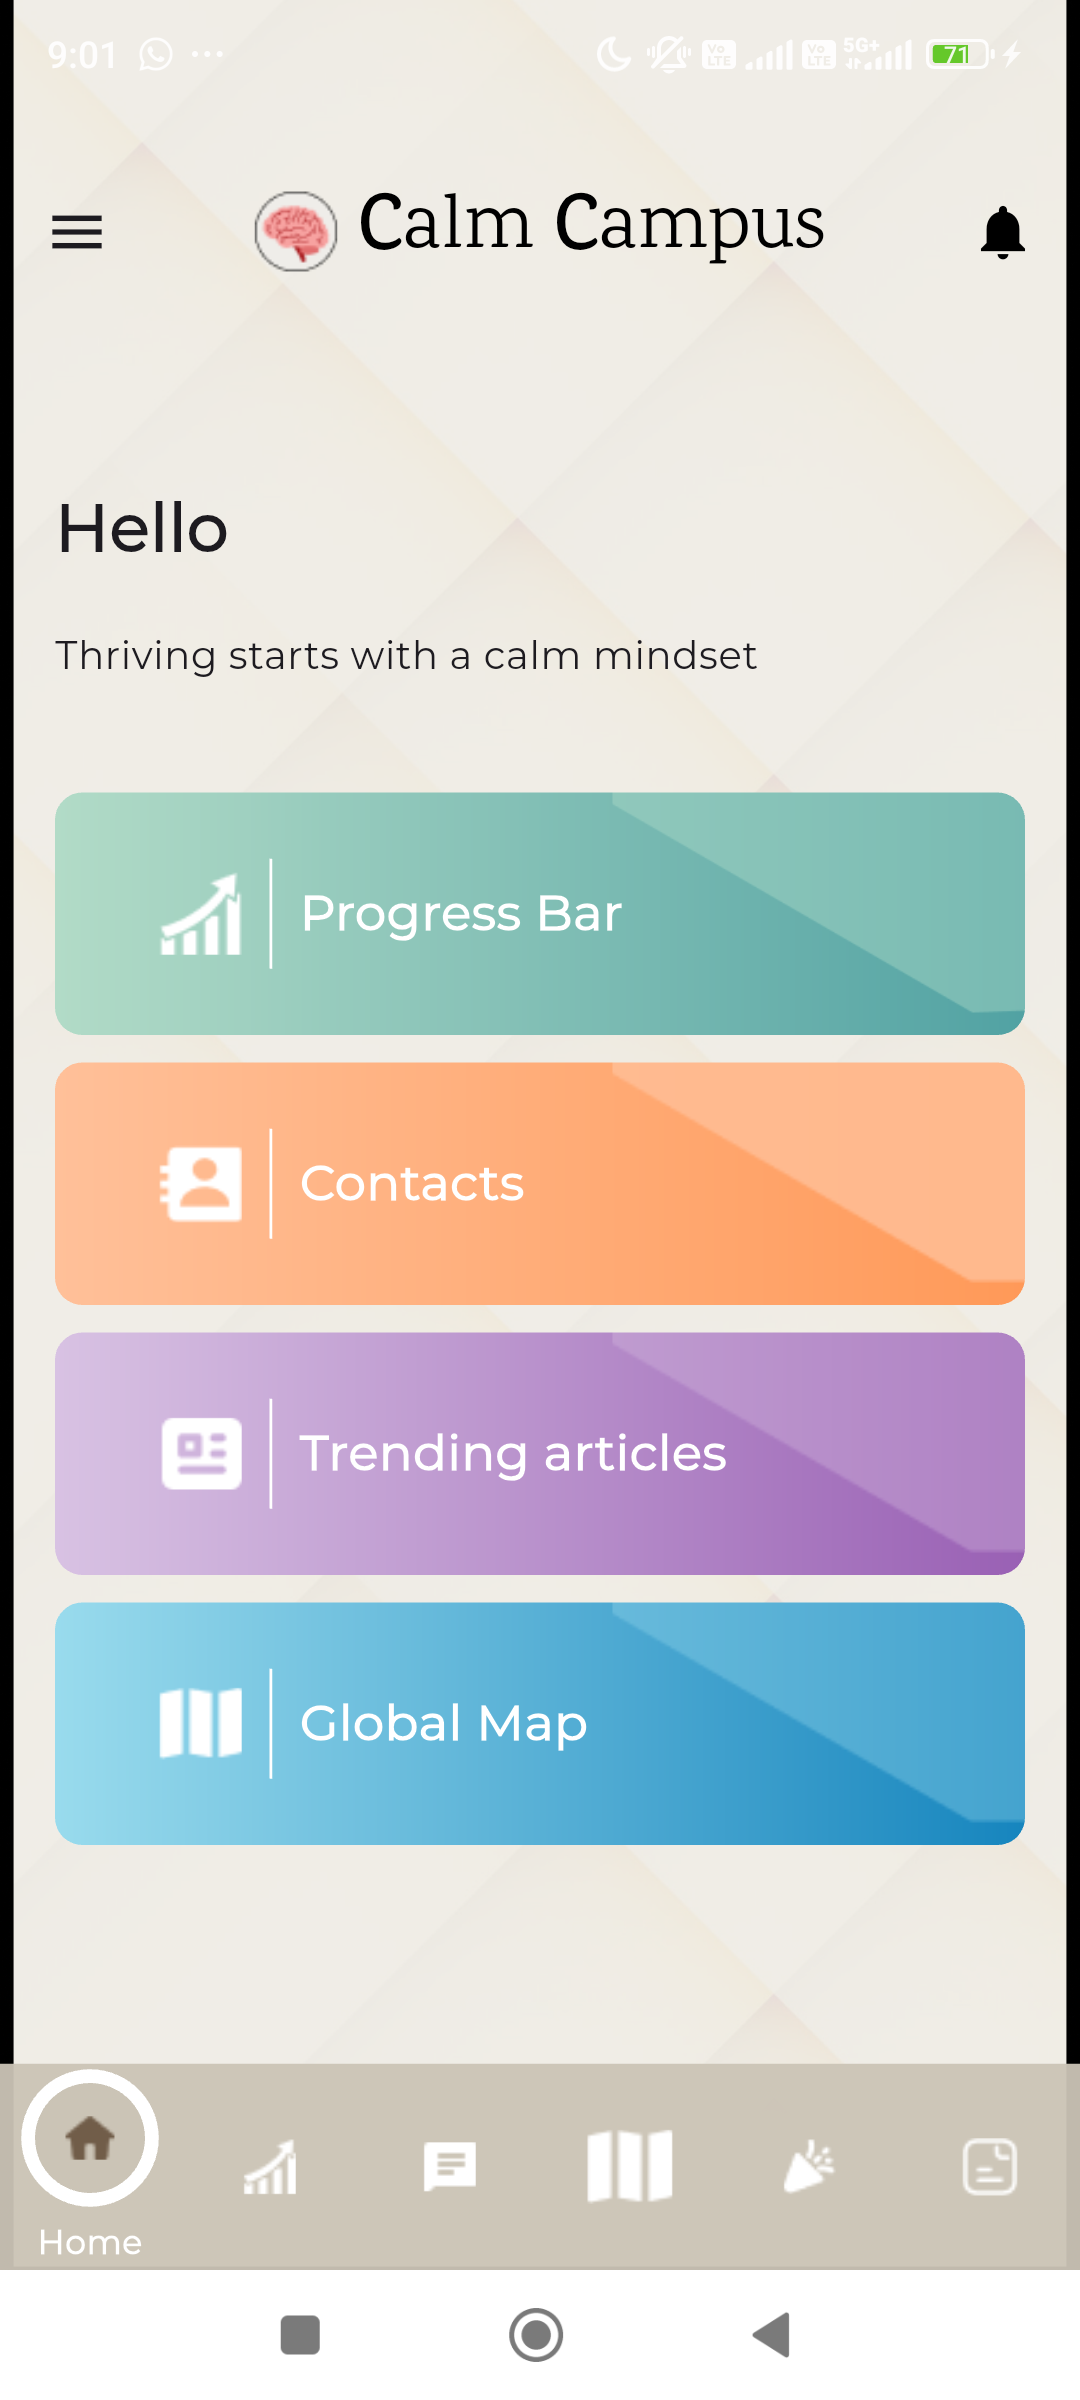 9:01 ... Vo LTE Vo LTE 5G+ 71
Calm Campus
Hello
Thriving starts with a calm mindset
Progress Bar
Contacts
Trending articles
Global Map
Home